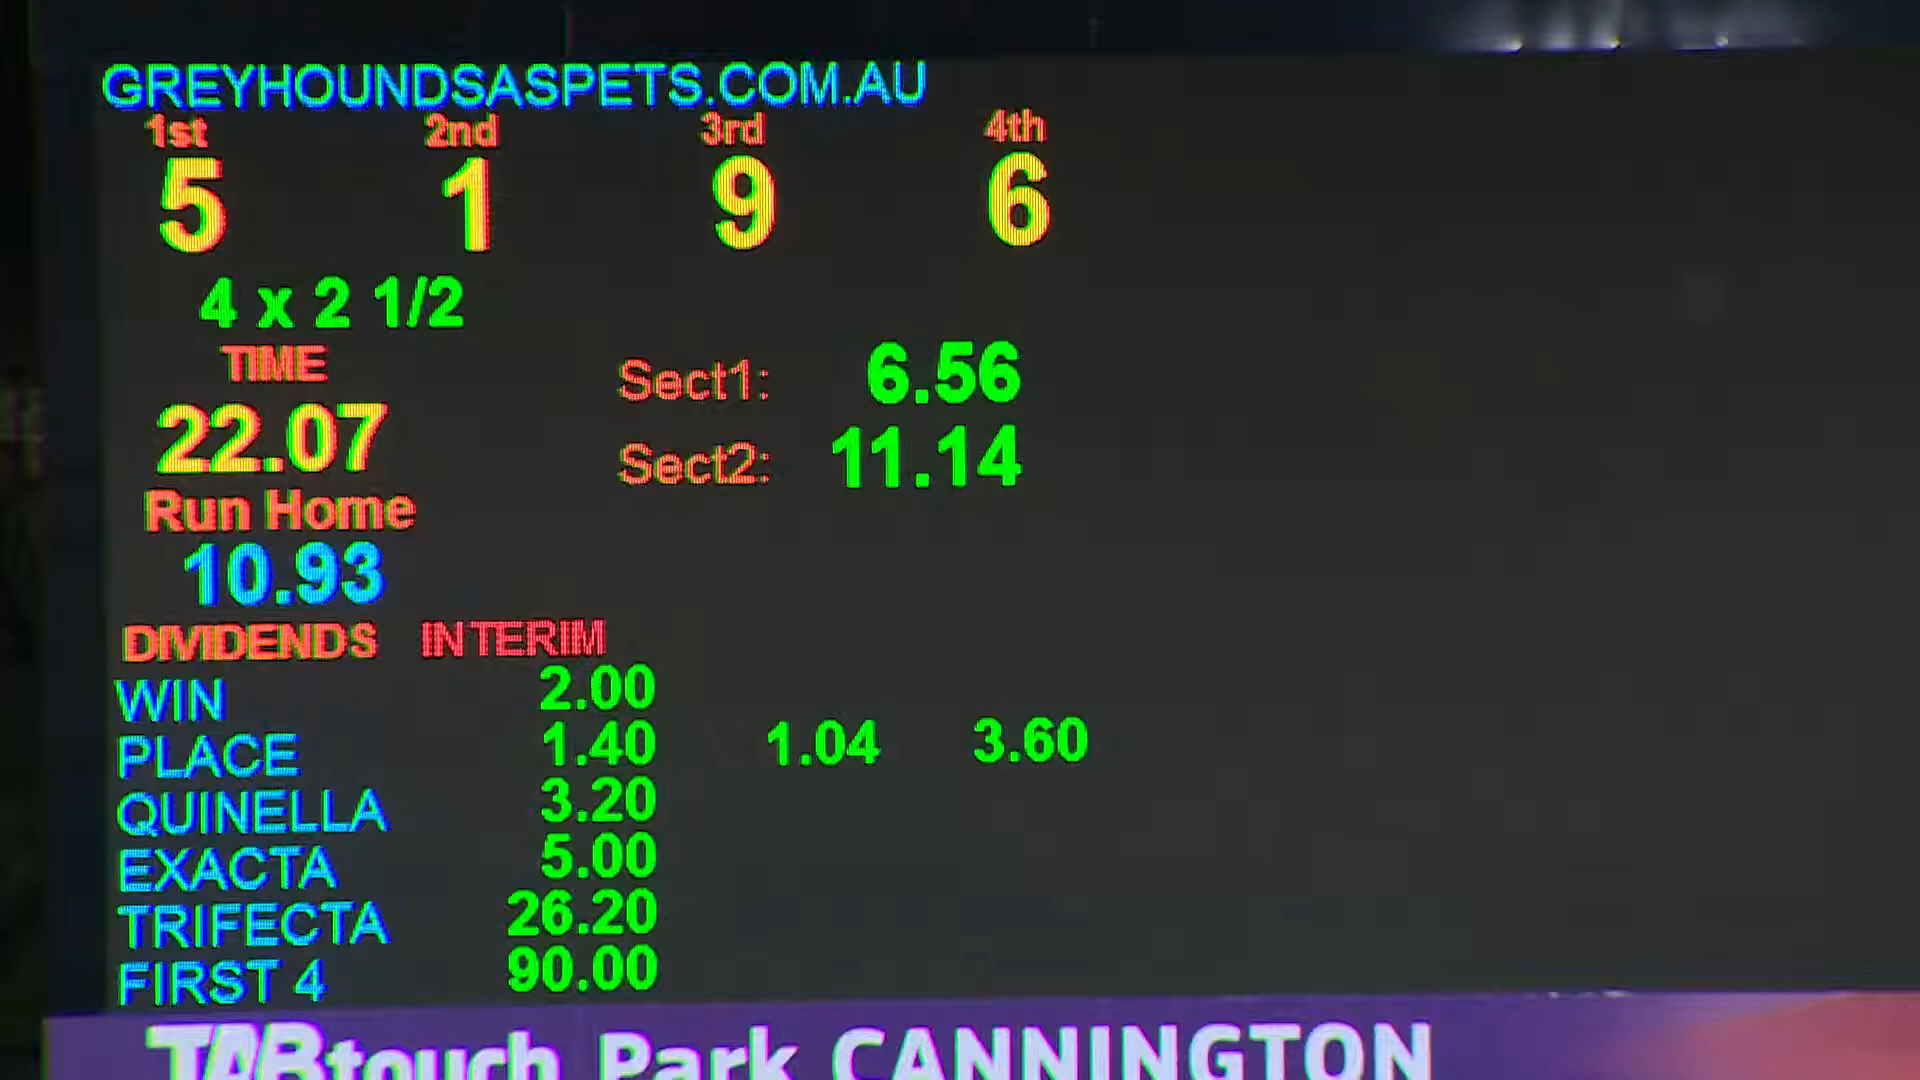 GREYHOUNDSASPETS.COM.AU
1st 2nd 3rd 4th
5 1 9 6
4 x 2 1/2
TIME
Sect1: 6.56
22.07
Sect2: 11.14
Run Home
10.93
DIVIDENDS INTERIM
WIN 2.00
PLACE 1.40 1.04 3.60
QUINELLA 3.20
EXACTA 5.00
TRIFECTA 26.20
FIRST 4 90.00
TABtouch Park CANNINGTON